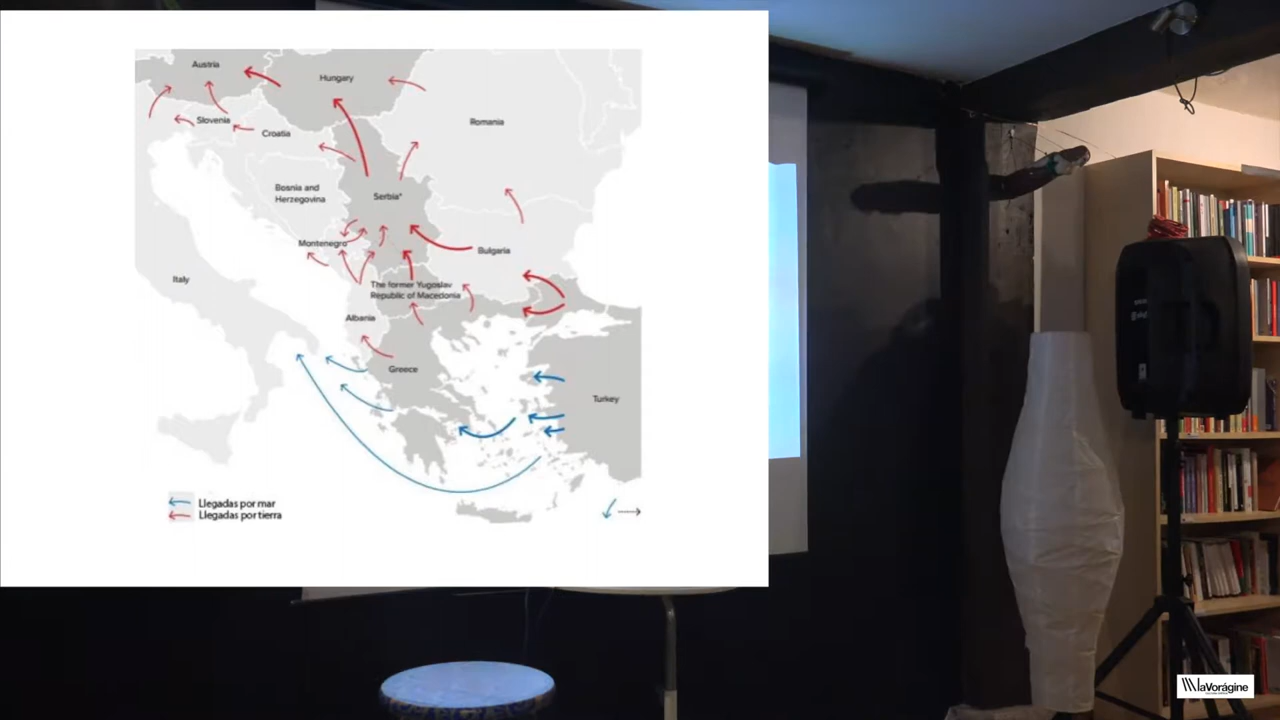 Austria
Hungary
Slovenia
Croatia
Romania
Bosnia and
Herzegovina
Serbia*
Montenegro
Bulgaria
Italy
The former Yugoslav
Republic of Macedonia
Albania
Greece
Turkey
Llegadas por mar
Llegadas por tierra
laVorágine